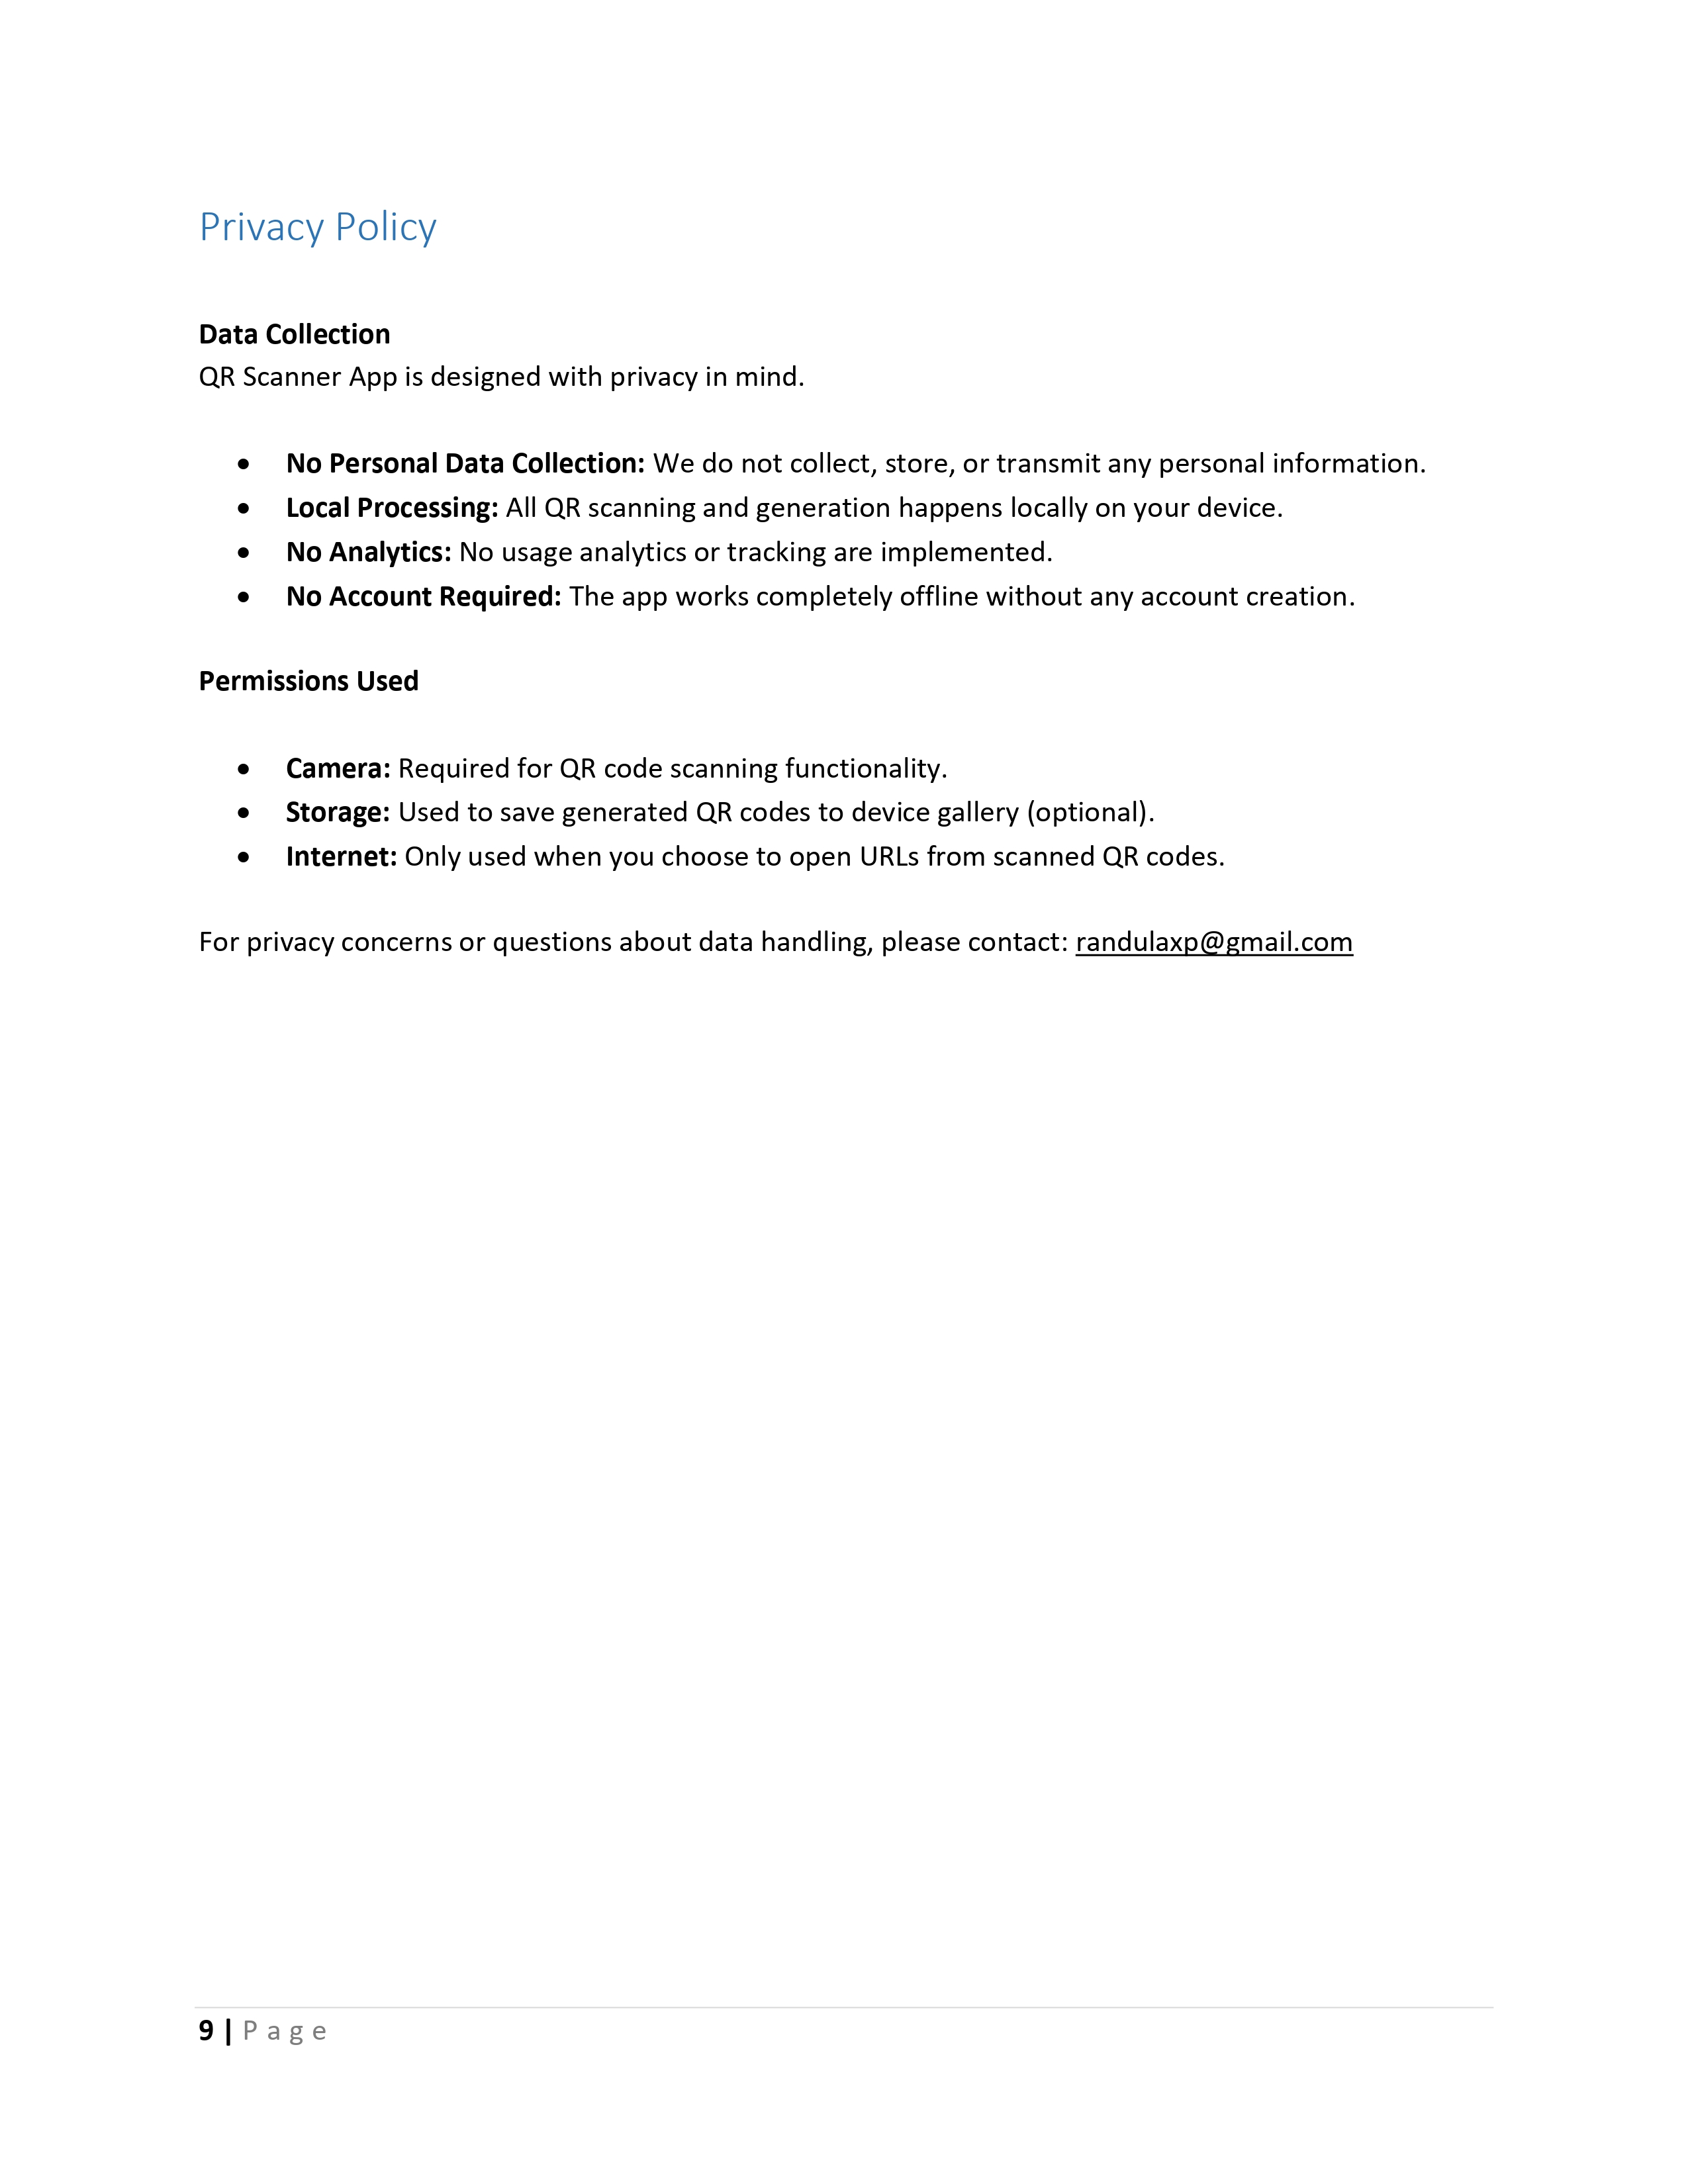 Privacy Policy
Data Collection
QR Scanner App is designed with privacy in mind.
• No Personal Data Collection: We do not collect, store, or transmit any personal information.
• Local Processing: All QR scanning and generation happens locally on your device.
• No Analytics: No usage analytics or tracking are implemented.
• No Account Required: The app works completely offline without any account creation.
Permissions Used
• Camera: Required for QR code scanning functionality.
• Storage: Used to save generated QR codes to device gallery (optional).
• Internet: Only used when you choose to open URLs from scanned QR codes.
For privacy concerns or questions about data handling, please contact: randulaxp@gmail.com
9 | Page